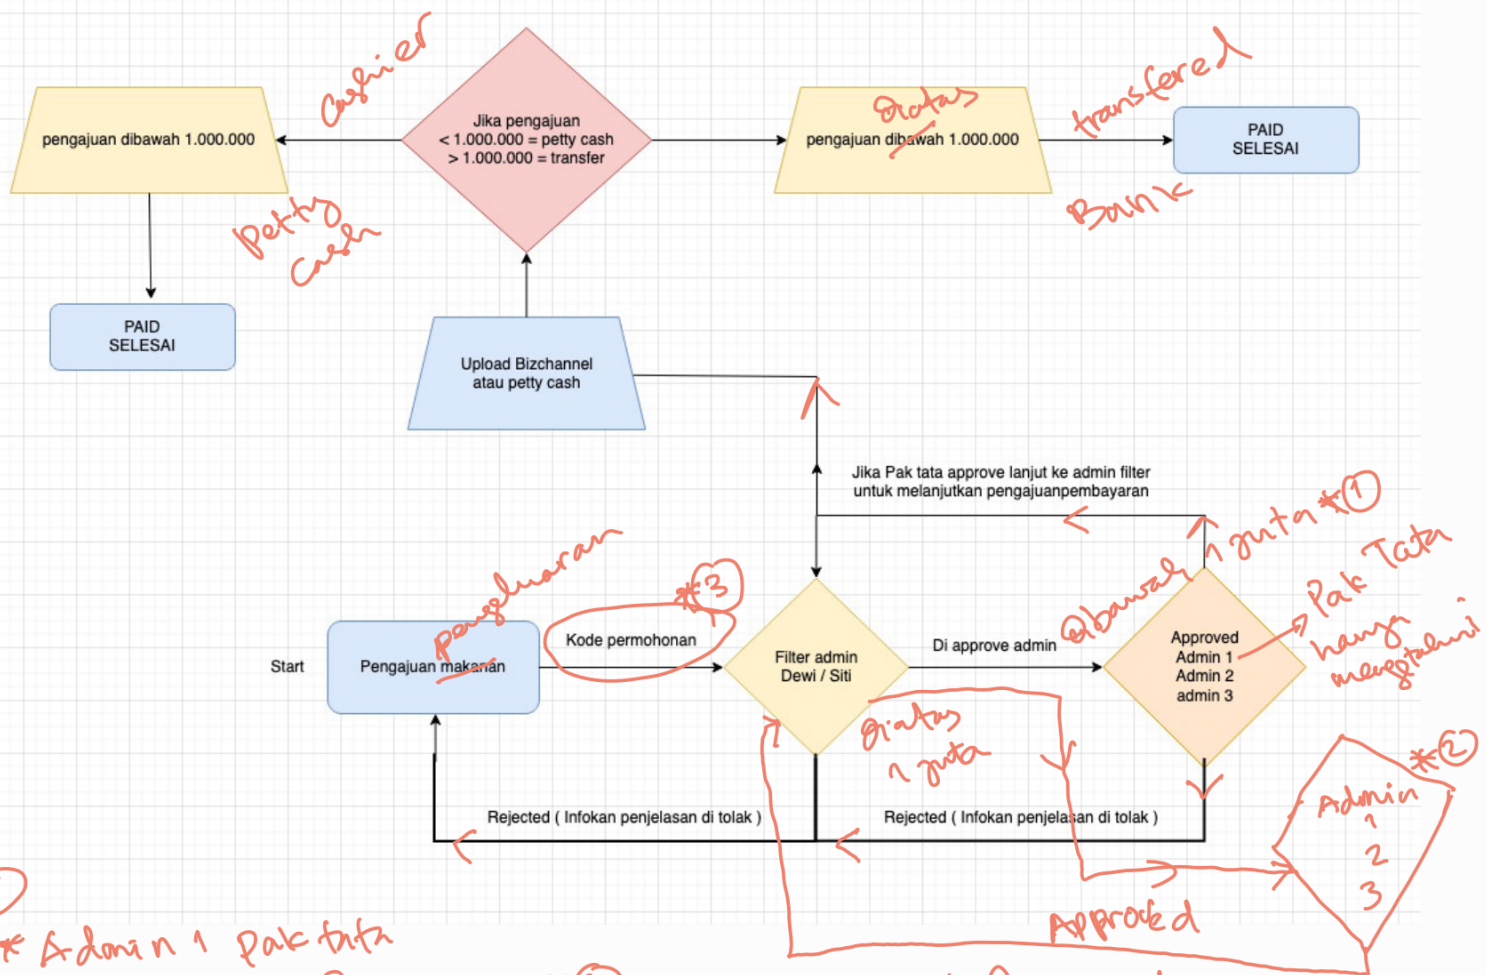 Cashier
Jika pengajuan
< 1.000.000 = petty cash
> 1.000.000 = transfer
pengajuan dibawah 1.000.000
diatas
pengajuan dibawah 1.000.000
transfered
PAID
SELESAI
Bank
Petty
Cash
PAID
SELESAI
Upload Bizchannel
atau petty cash
Jika Pak tata approve lanjut ke admin filter
untuk melanjutkan pengajuanpembayaran
dibawah 1 juta * 1
Pak Tata
hanya
pengeluaran
* 3
Start
Pengajuan makanan
Kode permohonan
Filter admin
Dewi / Siti
Di approve admin
Approved
Admin 1
Admin 2
admin 3
diatas
1 juta
* 2
Admin
1
2
3
Rejected ( Infokan penjelasan di tolak )
Rejected ( Infokan penjelasan di tolak )
Approved
* Admin 1 Pak tata